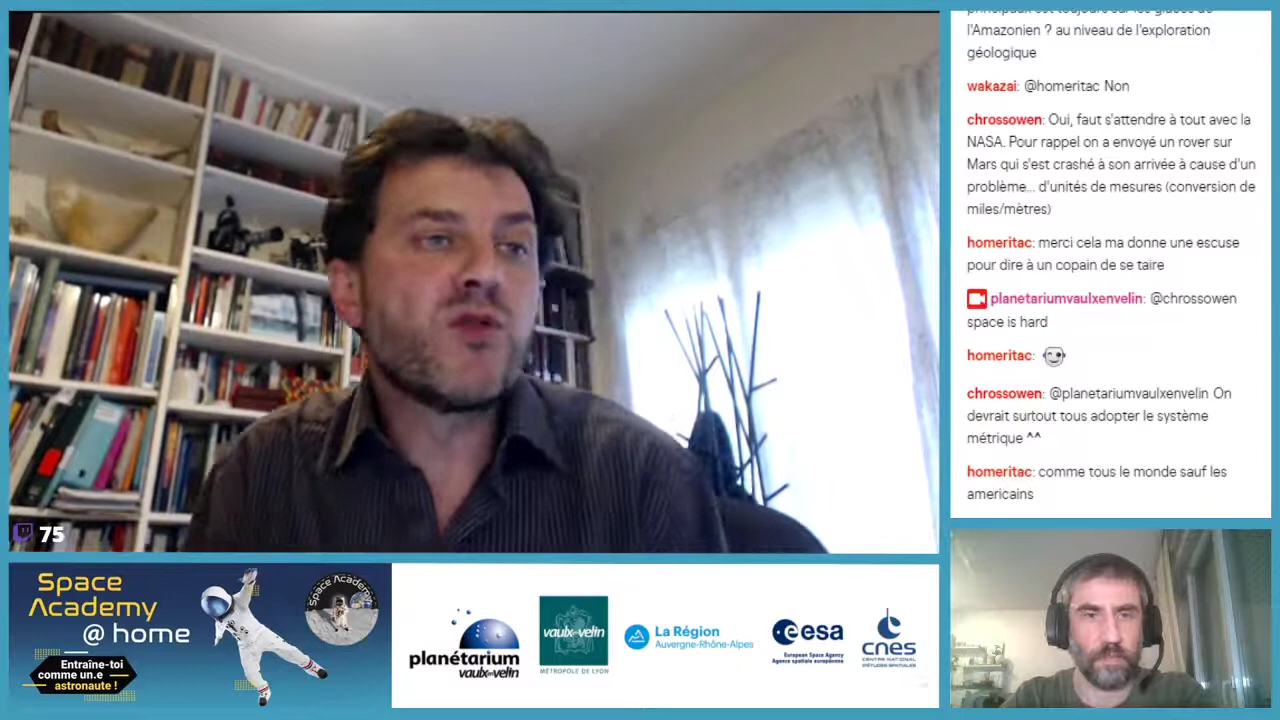 l'Amazonien ? au niveau de l'exploration
géologique
wakazai: @homeritac Non
chrossowen: Oui, faut s'attendre à tout avec la
NASA. Pour rappel on a envoyé un rover sur
Mars qui s'est crashé à son arrivée à cause d'un
problème... d'unités de mesures (conversion de
miles/mètres)
homeritac: merci cela ma donne une escuse
pour dire à un copain de se taire
planetariumvaulxenvelin: @chrossowen
space is hard
homeritac:
chrossowen: @planetariumvaulxenvelin On
devrait surtout tous adopter le système
métrique ^^
homeritac: comme tous le monde sauf les
americains
75
Space
Academy
@ home
Entraîne-toi
comme un.e
astronaute !
Space Academy
planétarium
vaulx en velin
vaulx en velin
MÉTROPOLE DE LYON
La Région
Auvergne-Rhône-Alpes
esa
European Space Agency
Agence spatiale européenne
cnes
CENTRE NATIONAL
D'ÉTUDES SPATIALES